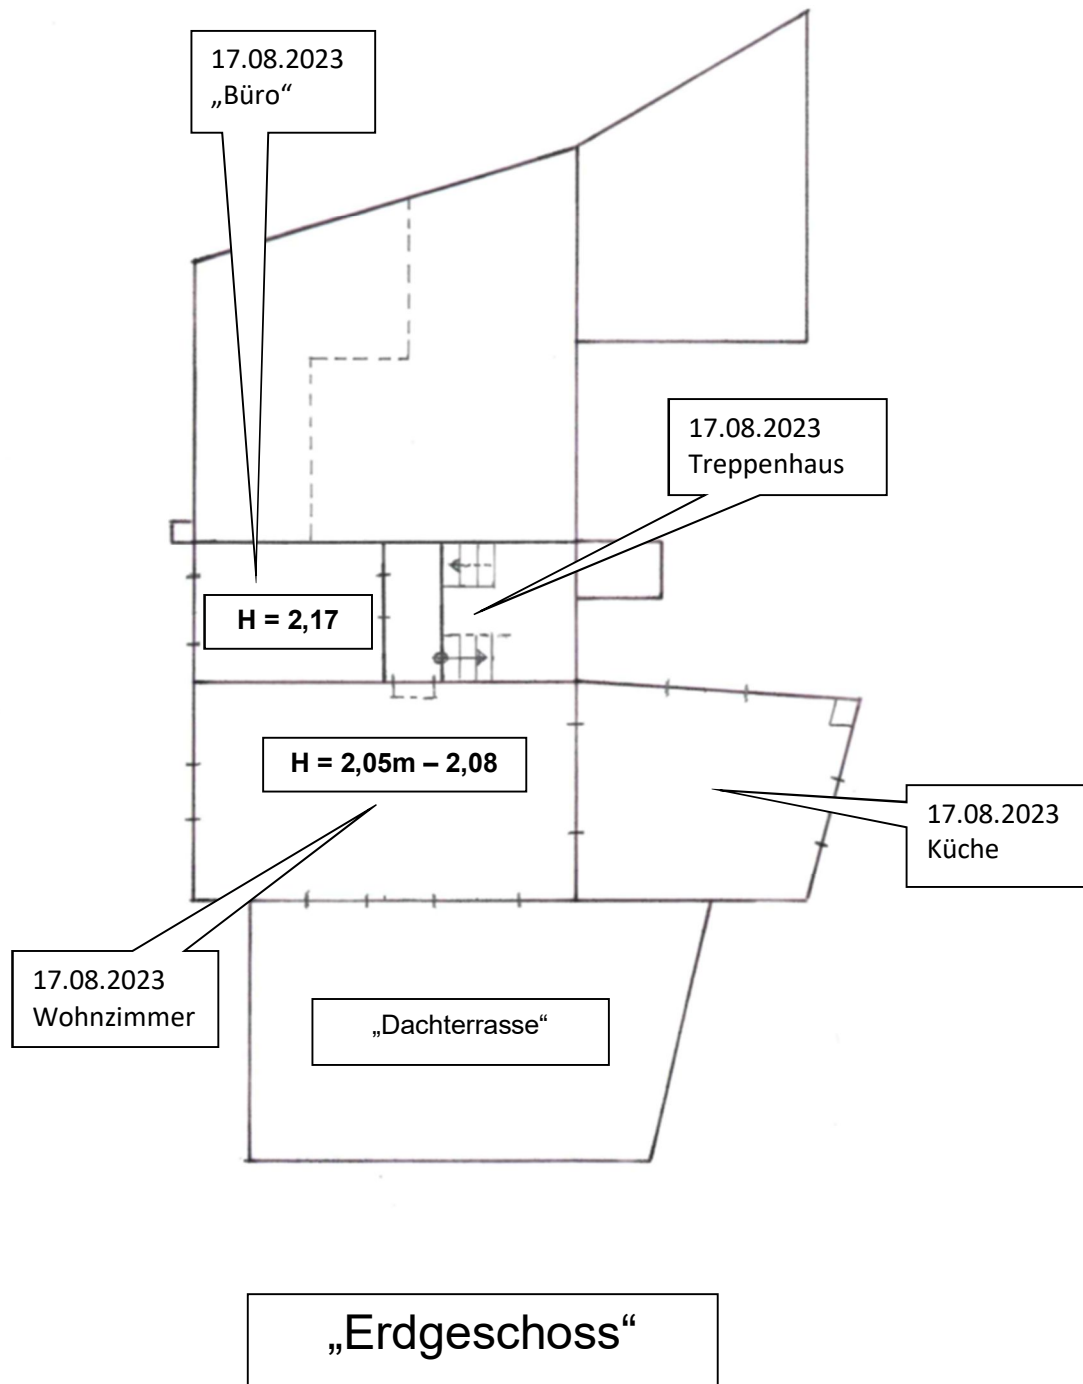 17.08.2023
„Büro“
17.08.2023
Treppenhaus
H = 2,17
H = 2,05m – 2,08
17.08.2023
Küche
17.08.2023
Wohnzimmer
„Dachterrasse“
„Erdgeschoss“